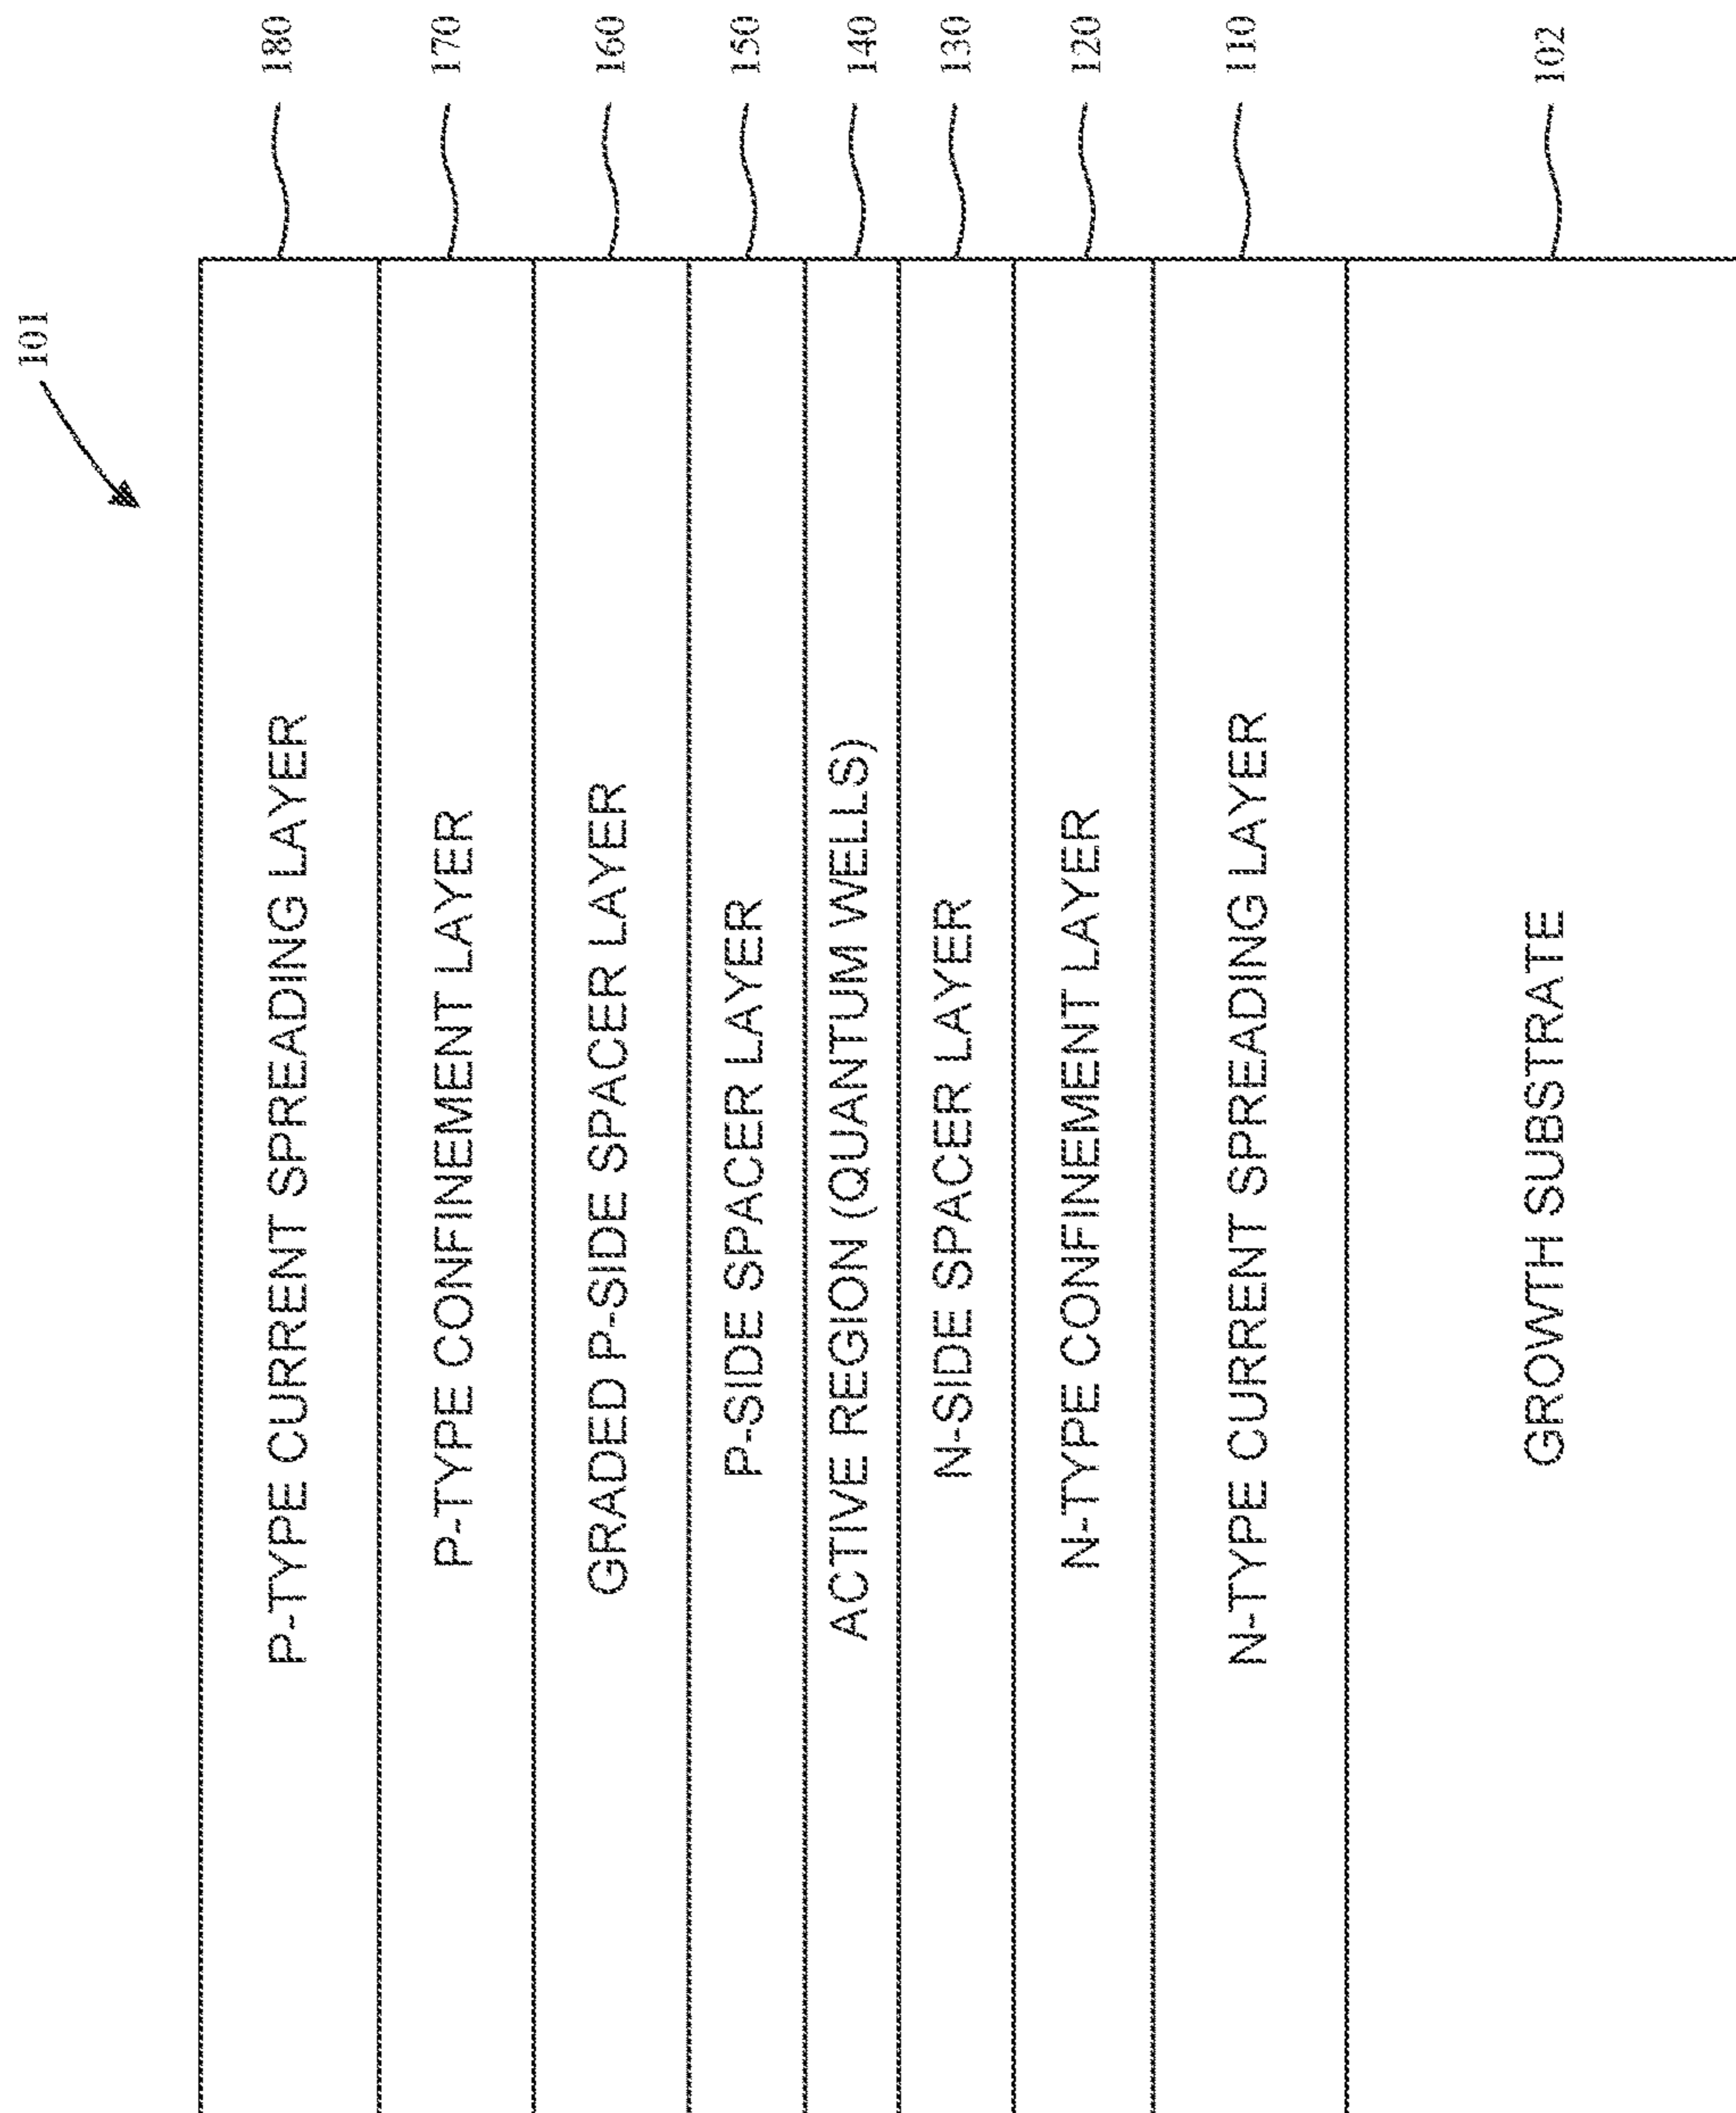 101
P-TYPE CURRENT SPREADING LAYER 180
P-TYPE CONFINEMENT LAYER 170
GRADED P-SIDE SPACER LAYER 160
P-SIDE SPACER LAYER 150
ACTIVE REGION (QUANTUM WELLS) 140
N-SIDE SPACER LAYER 130
N-TYPE CONFINEMENT LAYER 120
N-TYPE CURRENT SPREADING LAYER 110
GROWTH SUBSTRATE 102